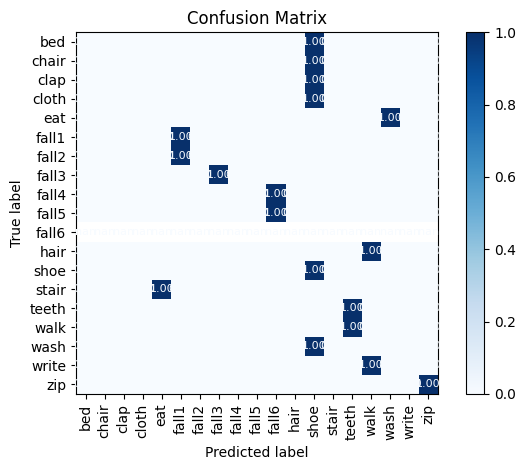 Confusion Matrix
bed 1.00
chair 1.00
clap 1.00
cloth 1.00
eat 1.00
fall1 1.00
fall2 1.00
fall3 1.00
fall4 1.00
fall5 1.00
fall6
hair 1.00
shoe 1.00
stair 1.00
teeth 1.00
walk 1.00
wash 1.00
write 1.00
zip 1.00
True label
bed chair clap cloth eat fall1 fall2 fall3 fall4 fall5 fall6 hair shoe stair teeth walk wash write zip
Predicted label
1.0
0.8
0.6
0.4
0.2
0.0